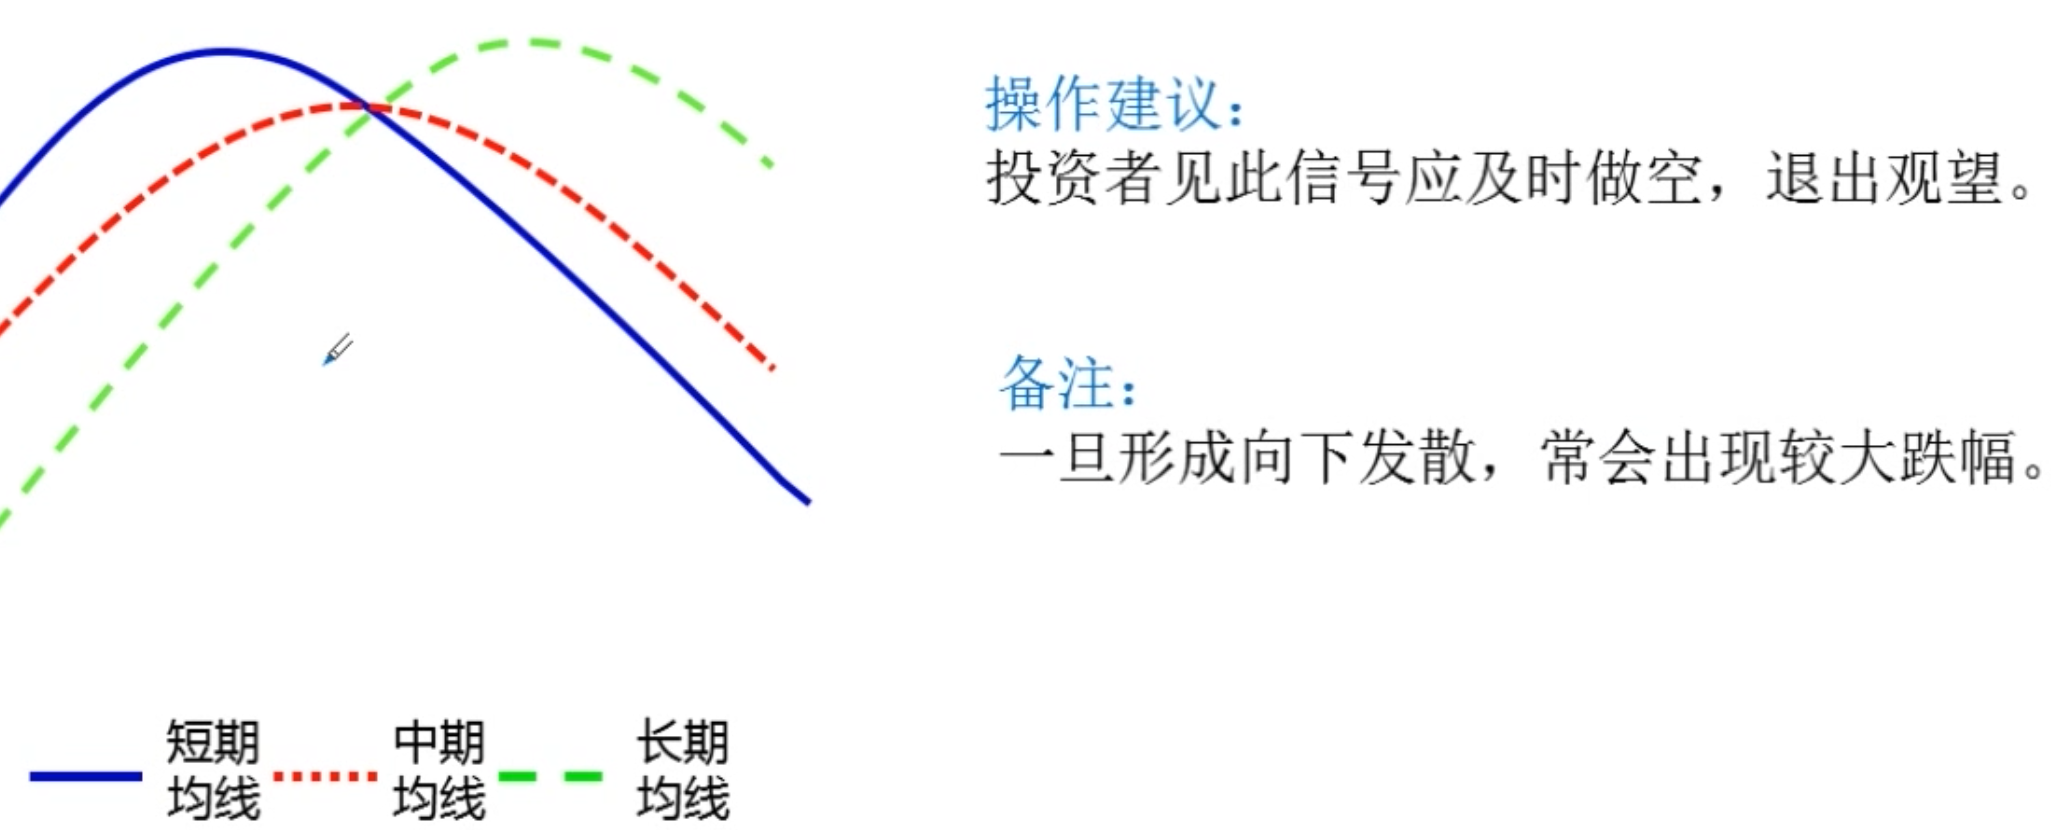 操作建议：
投资者见此信号应及时做空，退出观望。
备注：
一旦形成向下发散，常会出现较大跌幅。
短期
均线
中期
均线
长期
均线